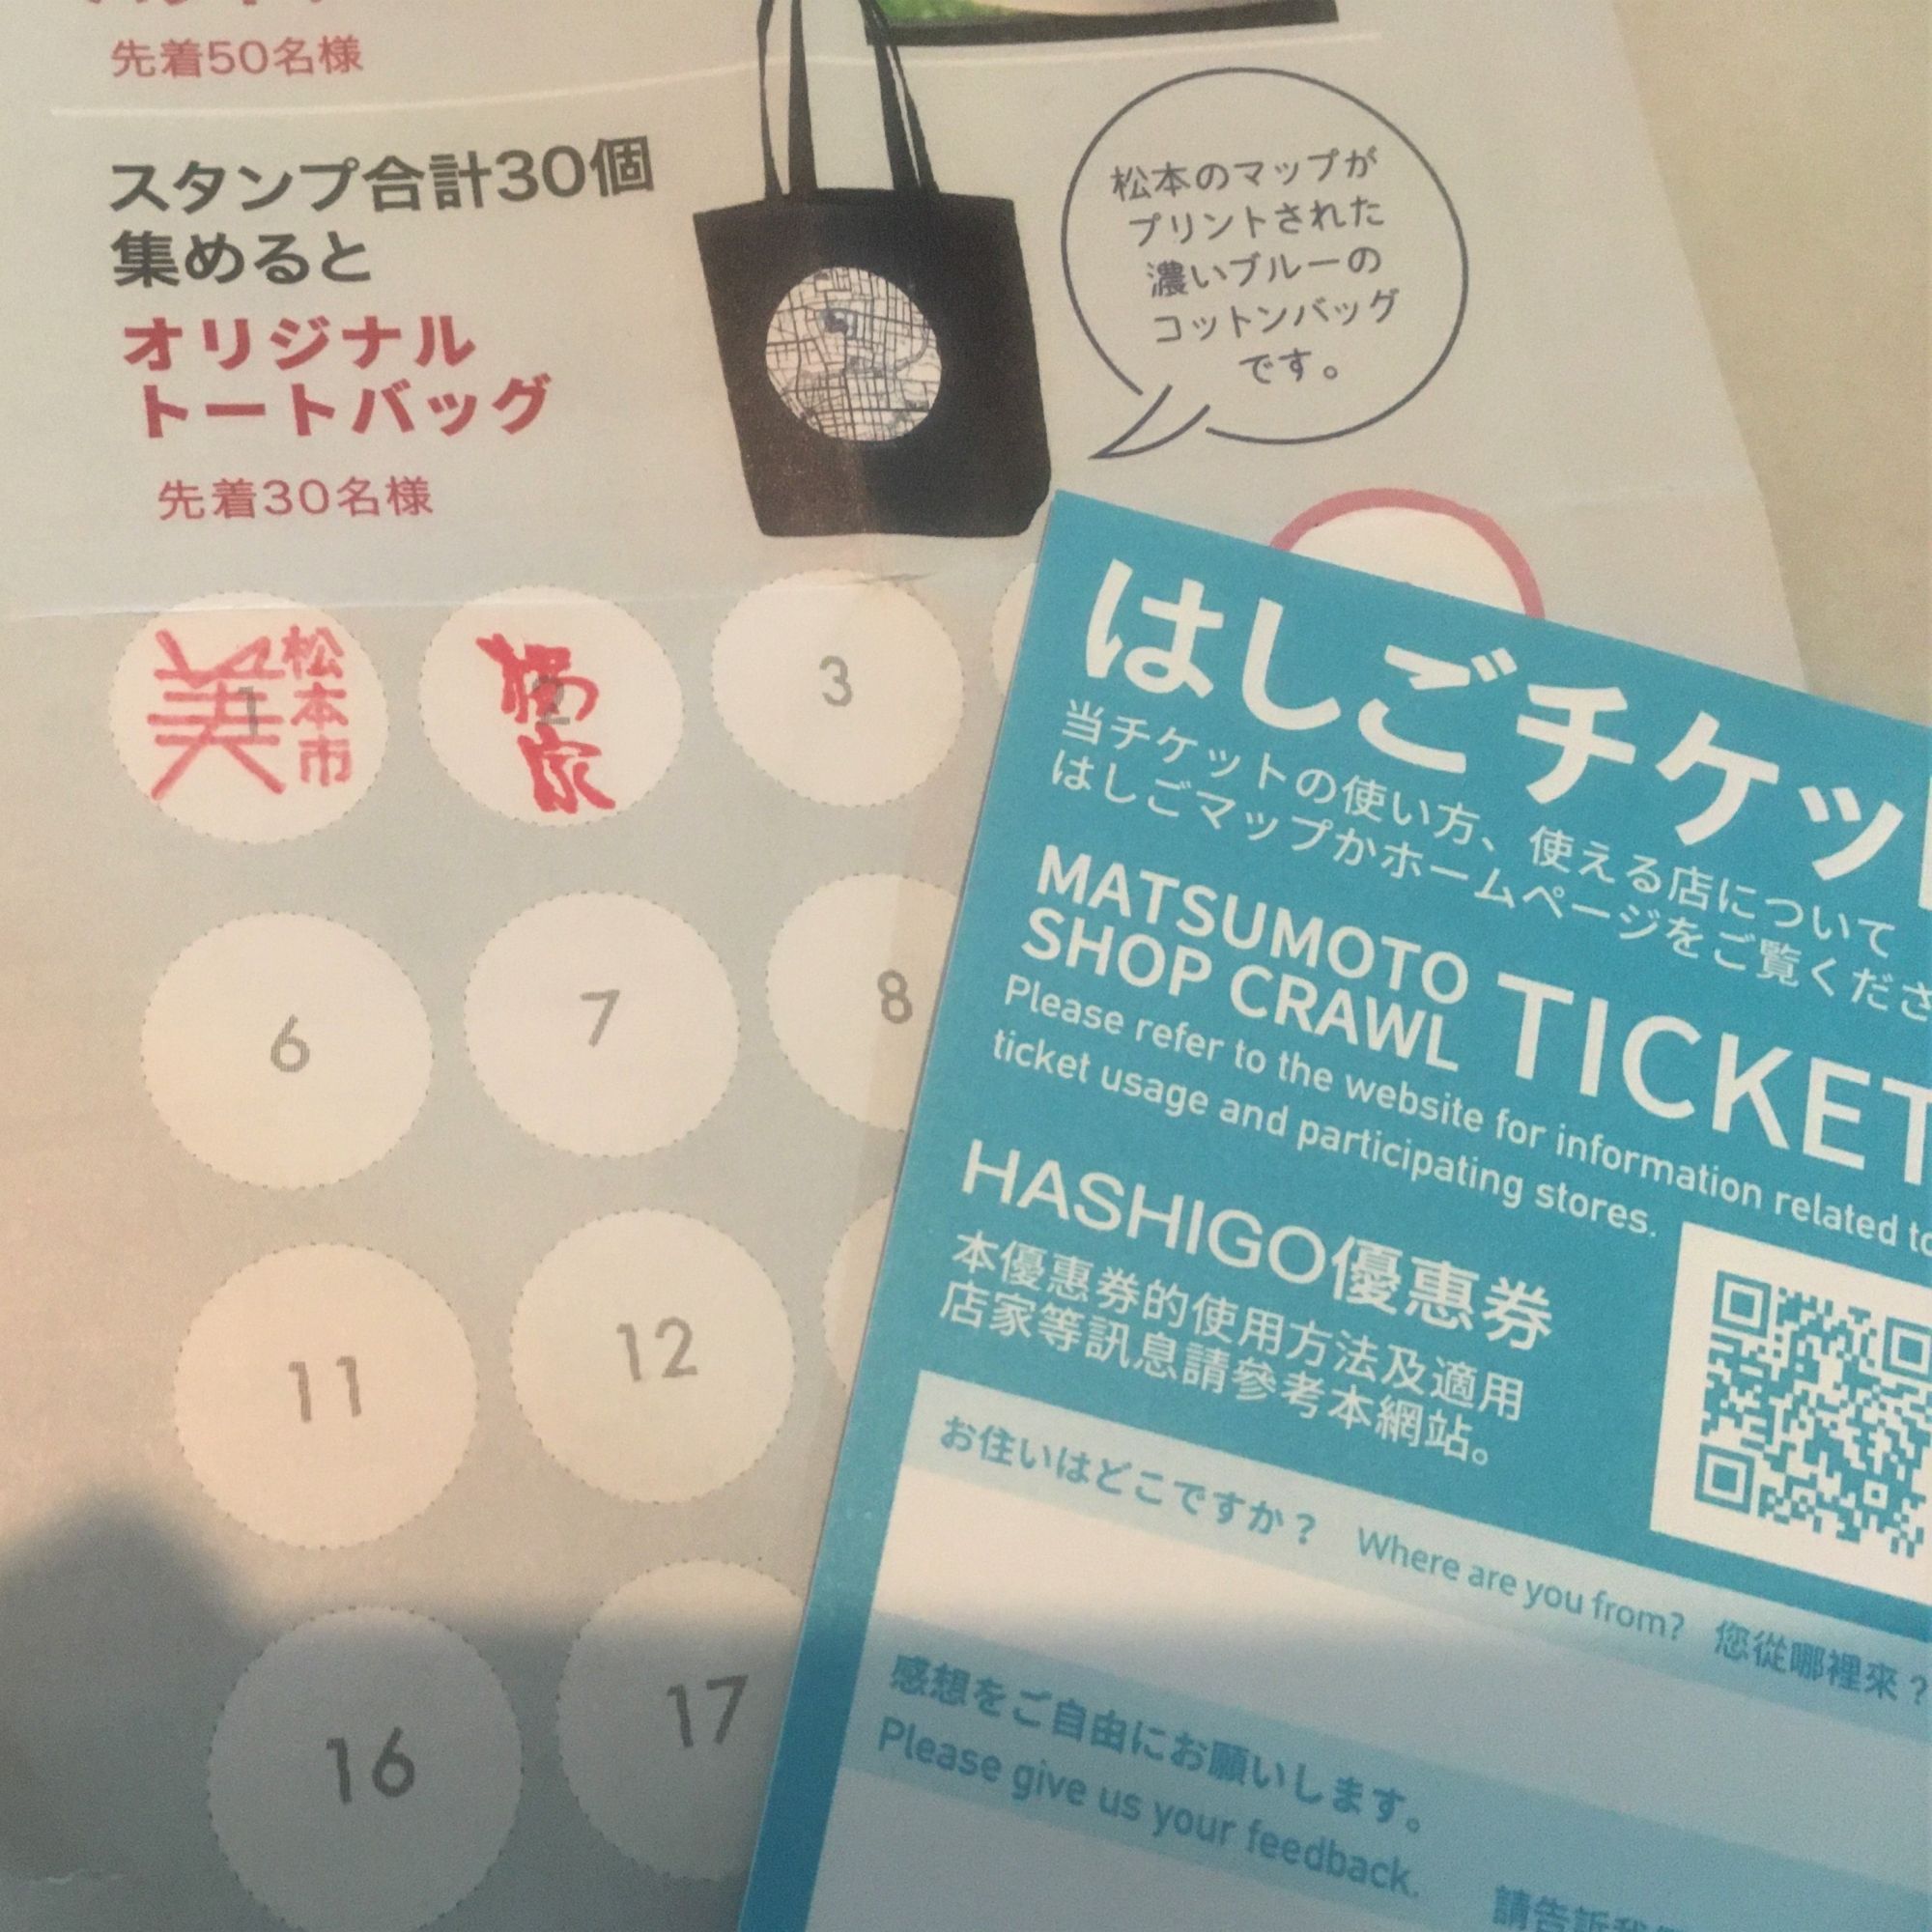 先着50名様
スタンプ合計30個
集めると
オリジナル
トートバッグ
先着30名様
松本のマップが
プリントされた
濃いブルーの
コットンバッグ
です。
美 松本市
1
2
3
6
7
8
11
12
16
17
はしごチケッ
当チケットの使い方、使える店について
はしごマップかホームページをご覧くださ
MATSUMOTO
SHOP CRAWL TICKET
Please refer to the website for information related to
ticket usage and participating stores.
HASHIGO優惠券
本優惠券的使用方法及適用
店家等訊息請參考本網站。
お住いはどこですか? Where are you from? 您從哪裡來?
感想をご自由にお願いします。
Please give us your feedback.
請告訴我